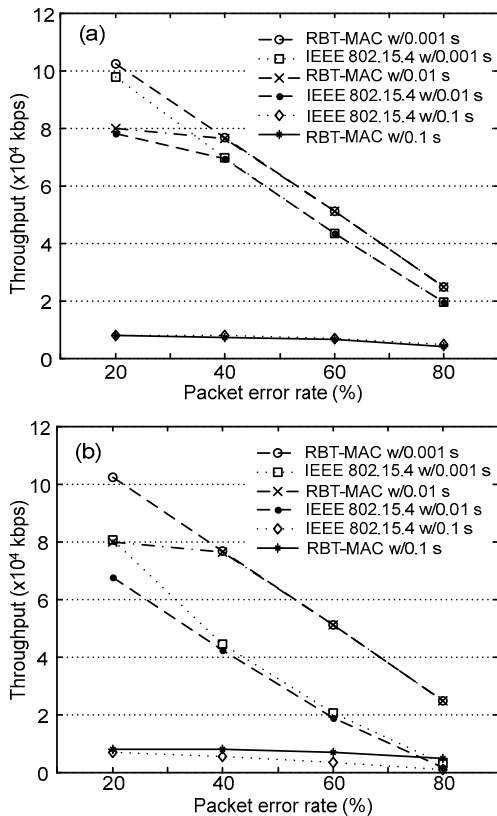 (a)
RBT-MAC w/0.001 s
IEEE 802.15.4 w/0.001 s
RBT-MAC w/0.01 s
IEEE 802.15.4 w/0.01 s
IEEE 802.15.4 w/0.1 s
RBT-MAC w/0.1 s
Throughput (x10⁴ kbps)
12
10
8
6
4
2
0
20
40
60
80
Packet error rate (%)
(b)
RBT-MAC w/0.001 s
IEEE 802.15.4 w/0.001 s
RBT-MAC w/0.01 s
IEEE 802.15.4 w/0.01 s
IEEE 802.15.4 w/0.1 s
RBT-MAC w/0.1 s
Throughput (x10⁴ kbps)
12
10
8
6
4
2
0
20
40
60
80
Packet error rate (%)